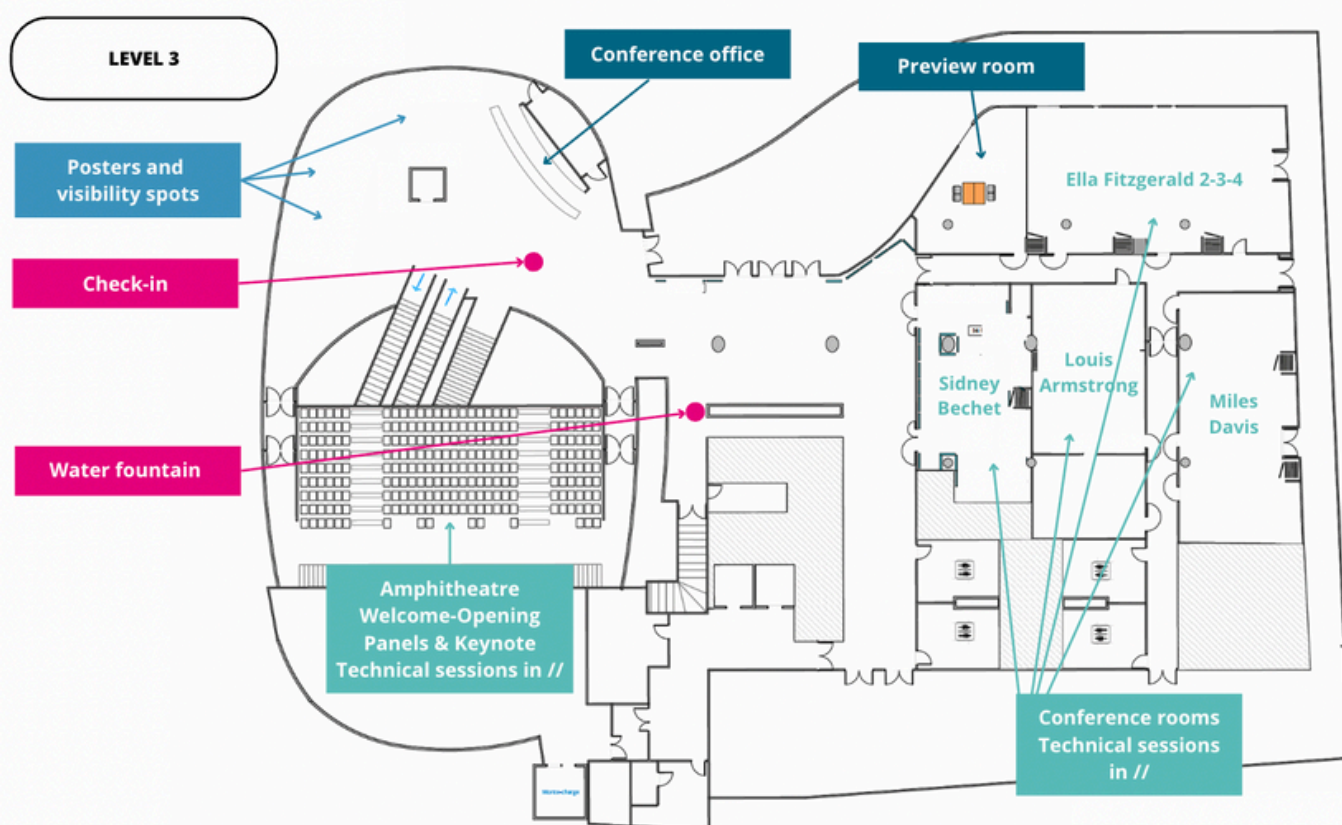 LEVEL 3
Conference office
Preview room
Posters and
visibility spots
Ella Fitzgerald 2-3-4
Check-in
Louis
Armstrong
Sidney
Bechet
Miles
Davis
Water fountain
Amphitheatre
Welcome-Opening
Panels & Keynote
Technical sessions in //
Conference rooms
Technical sessions
in //
Monte-charge